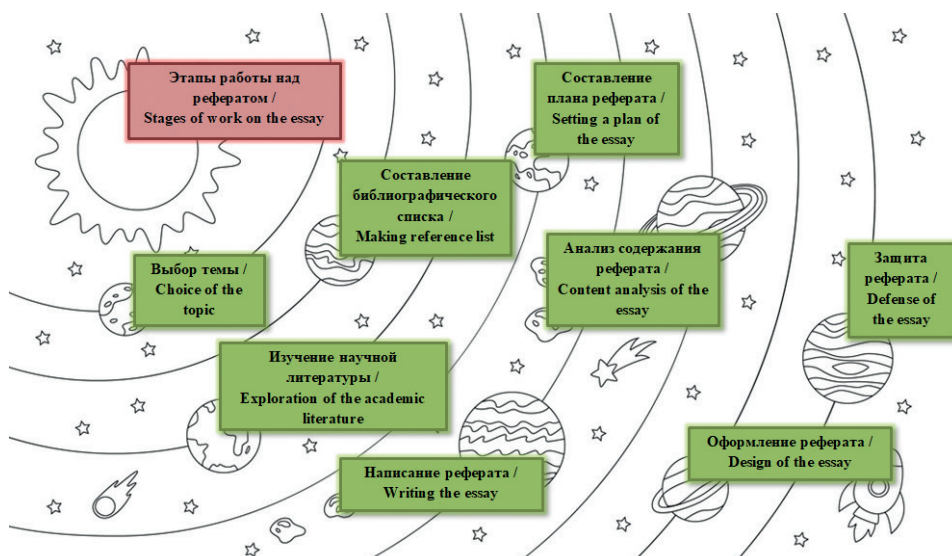 Этапы работы над
рефератом /
Stages of work on the essay
Составление
плана реферата /
Setting a plan of
the essay
Составление
библиографического
списка /
Making reference list
Выбор темы /
Choice of the
topic
Анализ содержания
реферата /
Content analysis of the
essay
Защита
реферата /
Defense of
the essay
Изучение научной
литературы /
Exploration of the academic
literature
Написание реферата /
Writing the essay
Оформление реферата /
Design of the essay